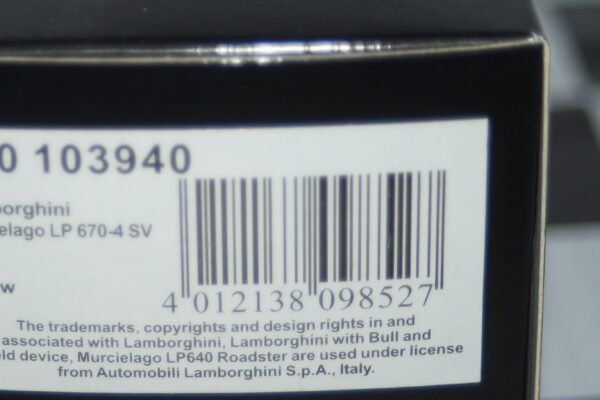 0 103940
borghini
elago LP 670-4 SV
w
4 012138 098527
The trademarks, copyrights and design rights in and
associated with Lamborghini, Lamborghini with Bull and
eld device, Murcielago LP640 Roadster are used under license
from Automobili Lamborghini S.p.A., Italy.